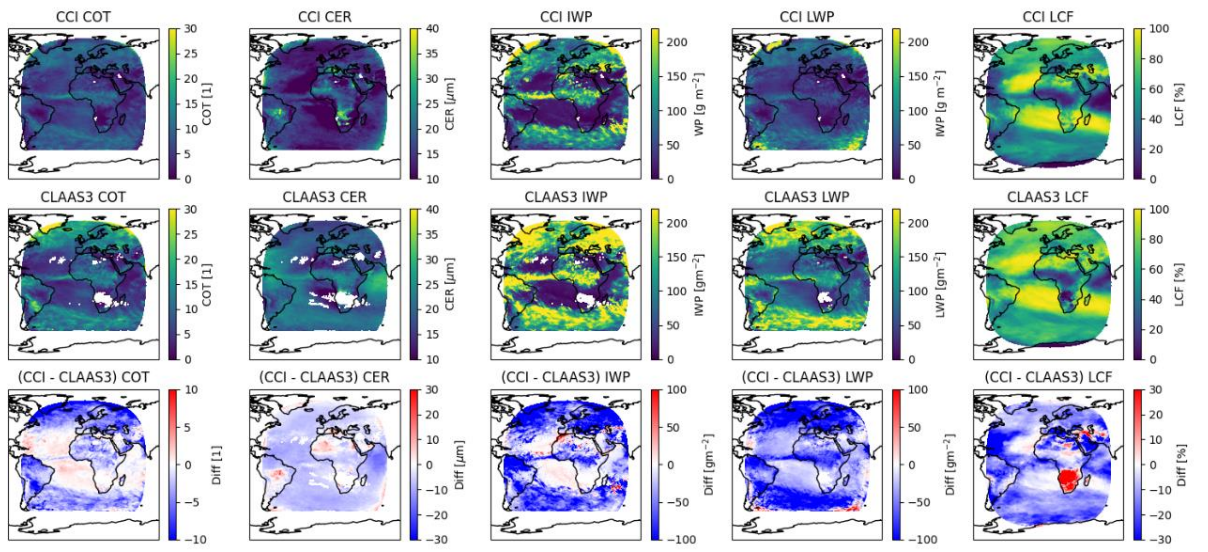 CCI COT
CCI CER
CCI IWP
CCI LWP
CCI LCF
30
25
20
15
10
5
0
COT [1]
40
35
30
25
20
15
10
CER [μm]
200
150
100
50
0
WP [g m⁻²]
200
150
100
50
0
IWP [g m⁻²]
100
80
60
40
20
0
LCF [%]
CLAAS3 COT
CLAAS3 CER
CLAAS3 IWP
CLAAS3 LWP
CLAAS3 LCF
30
25
20
15
10
5
0
COT [1]
40
35
30
25
20
15
10
CER [μm]
200
150
100
50
0
IWP [gm⁻²]
200
150
100
50
0
LWP [gm⁻²]
100
80
60
40
20
0
LCF [%]
(CCI - CLAAS3) COT
(CCI - CLAAS3) CER
(CCI - CLAAS3) IWP
(CCI - CLAAS3) LWP
(CCI - CLAAS3) LCF
10
5
0
−5
−10
Diff [1]
30
20
10
0
−10
−20
−30
Diff [μm]
100
50
0
−50
−100
Diff [gm⁻²]
100
50
0
−50
−100
Diff [gm⁻²]
30
20
10
0
−10
−20
−30
Diff [%]